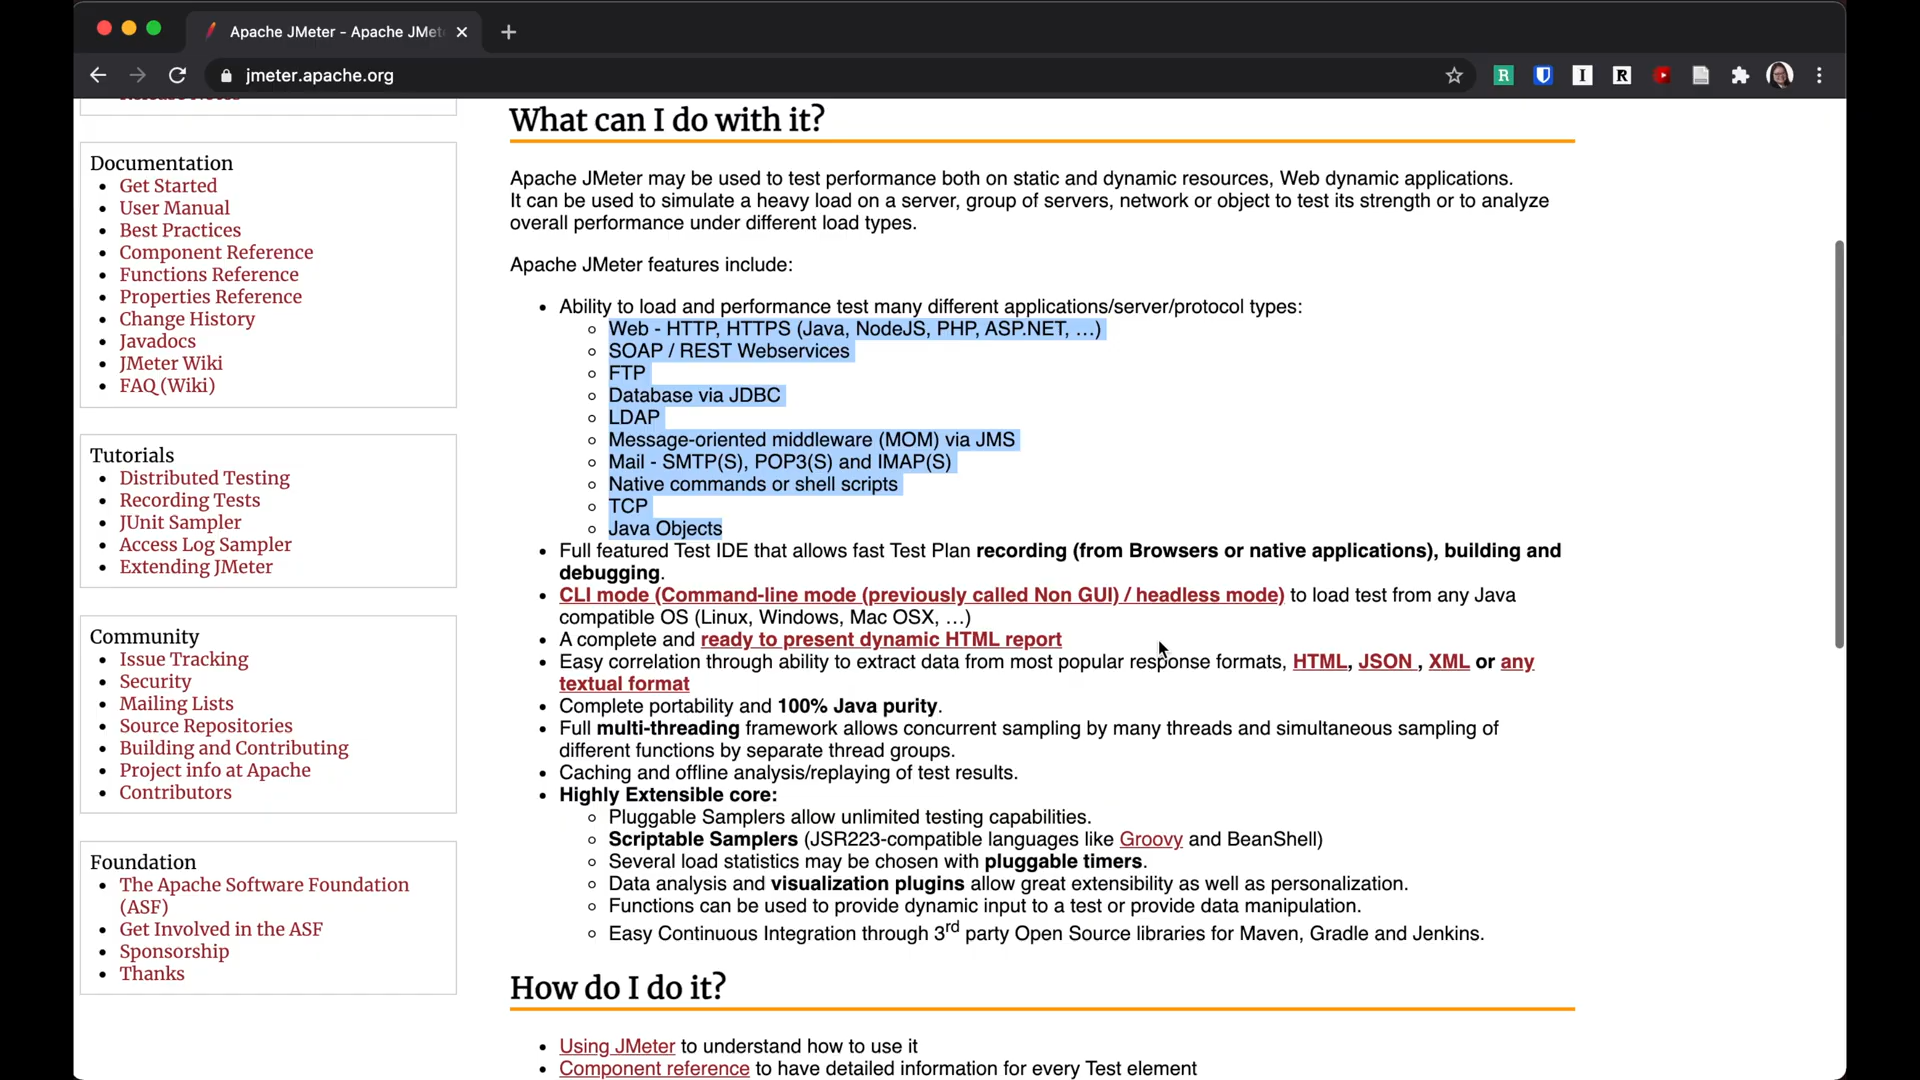 Apache JMeter - Apache JMet
jmeter.apache.org
Documentation
Get Started
User Manual
Best Practices
Component Reference
Functions Reference
Properties Reference
Change History
Javadocs
JMeter Wiki
FAQ (Wiki)
Tutorials
Distributed Testing
Recording Tests
JUnit Sampler
Access Log Sampler
Extending JMeter
Community
Issue Tracking
Security
Mailing Lists
Source Repositories
Building and Contributing
Project info at Apache
Contributors
Foundation
The Apache Software Foundation
(ASF)
Get Involved in the ASF
Sponsorship
Thanks
What can I do with it?
Apache JMeter may be used to test performance both on static and dynamic resources, Web dynamic applications.
It can be used to simulate a heavy load on a server, group of servers, network or object to test its strength or to analyze
overall performance under different load types.
Apache JMeter features include:
Ability to load and performance test many different applications/server/protocol types:
Web - HTTP, HTTPS (Java, NodeJS, PHP, ASP.NET, …)
SOAP / REST Webservices
FTP
Database via JDBC
LDAP
Message-oriented middleware (MOM) via JMS
Mail - SMTP(S), POP3(S) and IMAP(S)
Native commands or shell scripts
TCP
Java Objects
Full featured Test IDE that allows fast Test Plan recording (from Browsers or native applications), building and
debugging.
CLI mode (Command-line mode (previously called Non GUI) / headless mode) to load test from any Java
compatible OS (Linux, Windows, Mac OSX, …)
A complete and ready to present dynamic HTML report
Easy correlation through ability to extract data from most popular response formats, HTML, JSON , XML or any
textual format
Complete portability and 100% Java purity.
Full multi-threading framework allows concurrent sampling by many threads and simultaneous sampling of
different functions by separate thread groups.
Caching and offline analysis/replaying of test results.
Highly Extensible core:
Pluggable Samplers allow unlimited testing capabilities.
Scriptable Samplers (JSR223-compatible languages like Groovy and BeanShell)
Several load statistics may be chosen with pluggable timers.
Data analysis and visualization plugins allow great extensibility as well as personalization.
Functions can be used to provide dynamic input to a test or provide data manipulation.
Easy Continuous Integration through 3rd party Open Source libraries for Maven, Gradle and Jenkins.
How do I do it?
Using JMeter to understand how to use it
Component reference to have detailed information for every Test element